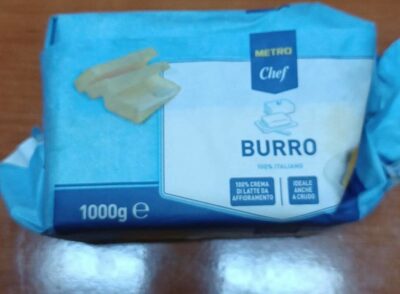 METRO
Chef
BURRO
100% ITALIANO
100% CREMA
DI LATTE DA
AFFIORAMENTO
IDEALE
ANCHE
A CRUDO
1000g e